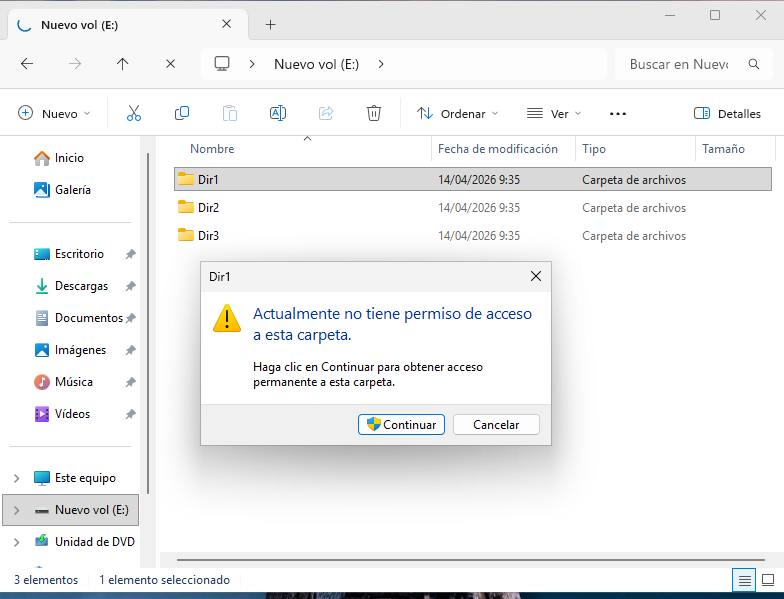 Nuevo vol (E:)
Nuevo vol (E:)
Buscar en Nuevo
Nuevo
Ordenar
Ver
Detalles
Nombre
Fecha de modificación
Tipo
Tamaño
Inicio
Galería
Escritorio
Descargas
Documentos
Imágenes
Música
Vídeos
Este equipo
Nuevo vol (E:)
Unidad de DVD
Dir1
14/04/2026 9:35
Carpeta de archivos
Dir2
14/04/2026 9:35
Carpeta de archivos
Dir3
14/04/2026 9:35
Carpeta de archivos
Dir1
Actualmente no tiene permiso de acceso
a esta carpeta.
Haga clic en Continuar para obtener acceso
permanente a esta carpeta.
Continuar
Cancelar
3 elementos
1 elemento seleccionado